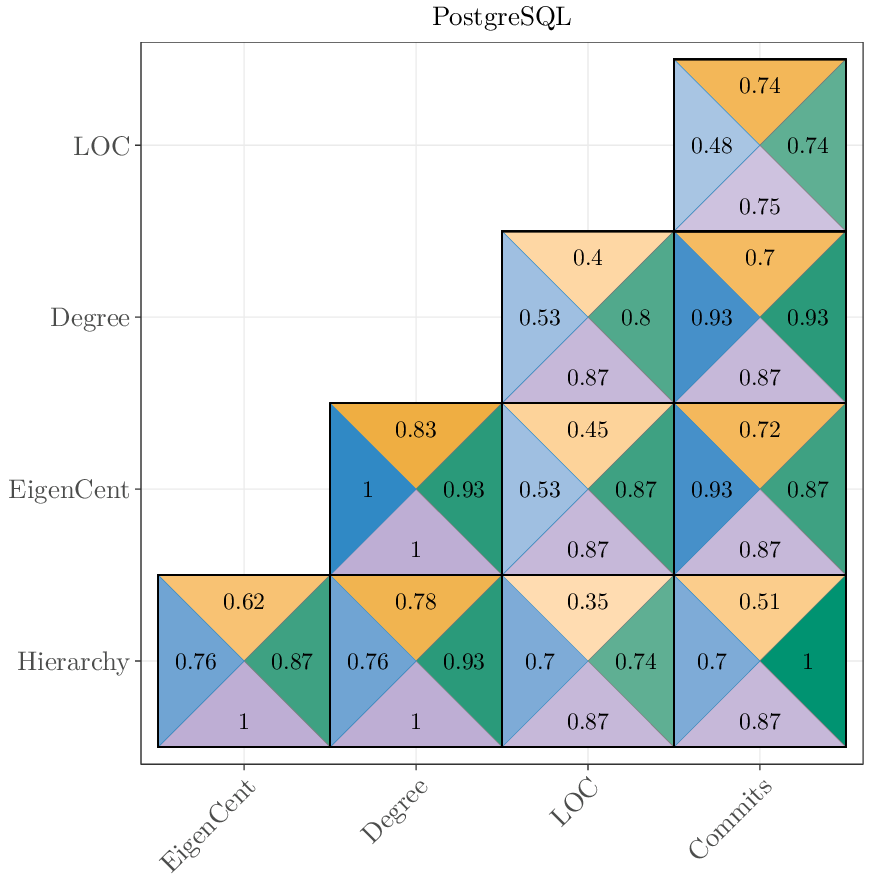 PostgreSQL
0.74
LOC 0.48 0.74
0.75
0.4 0.7
Degree 0.53 0.8 0.93 0.93
0.87 0.87
0.83 0.45 0.72
EigenCent 1 0.93 0.53 0.87 0.93 0.87
1 0.87 0.87
0.62 0.78 0.35 0.51
Hierarchy 0.76 0.87 0.76 0.93 0.7 0.74 0.7 1
1 1 0.87 0.87
EigenCent Degree LOC Commits